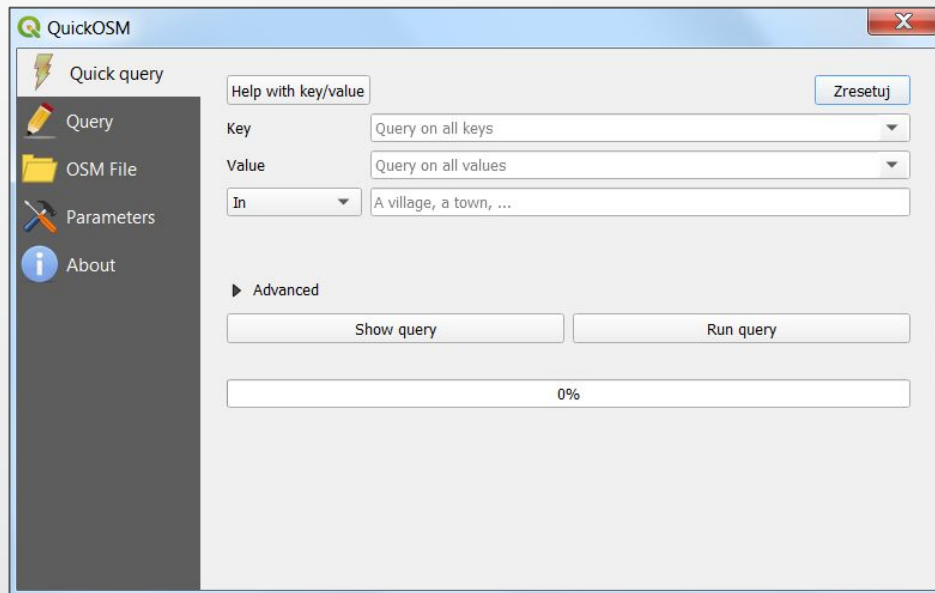 QuickOSM
Quick query
Query
OSM File
Parameters
About
Help with key/value
Zresetuj
Key
Query on all keys
Value
Query on all values
In
A village, a town, ...
Advanced
Show query
Run query
0%